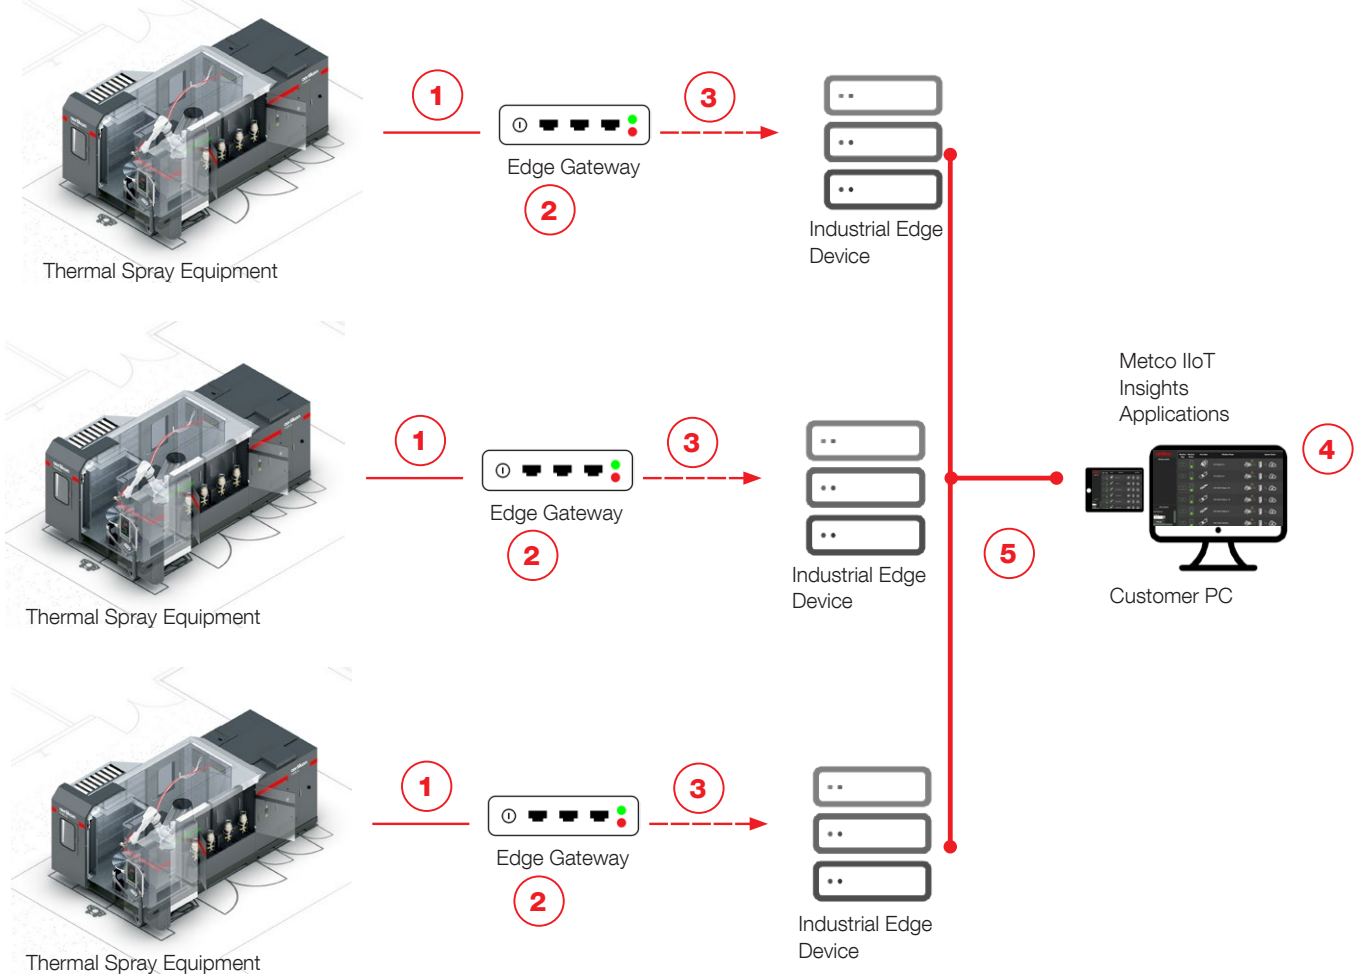 1
3
Edge Gateway
2
Industrial Edge
Device
Thermal Spray Equipment
Metco IIoT
Insights
Applications
1
3
4
Edge Gateway
2
5
Industrial Edge
Device
Customer PC
Thermal Spray Equipment
1
3
Edge Gateway
2
Industrial Edge
Device
Thermal Spray Equipment